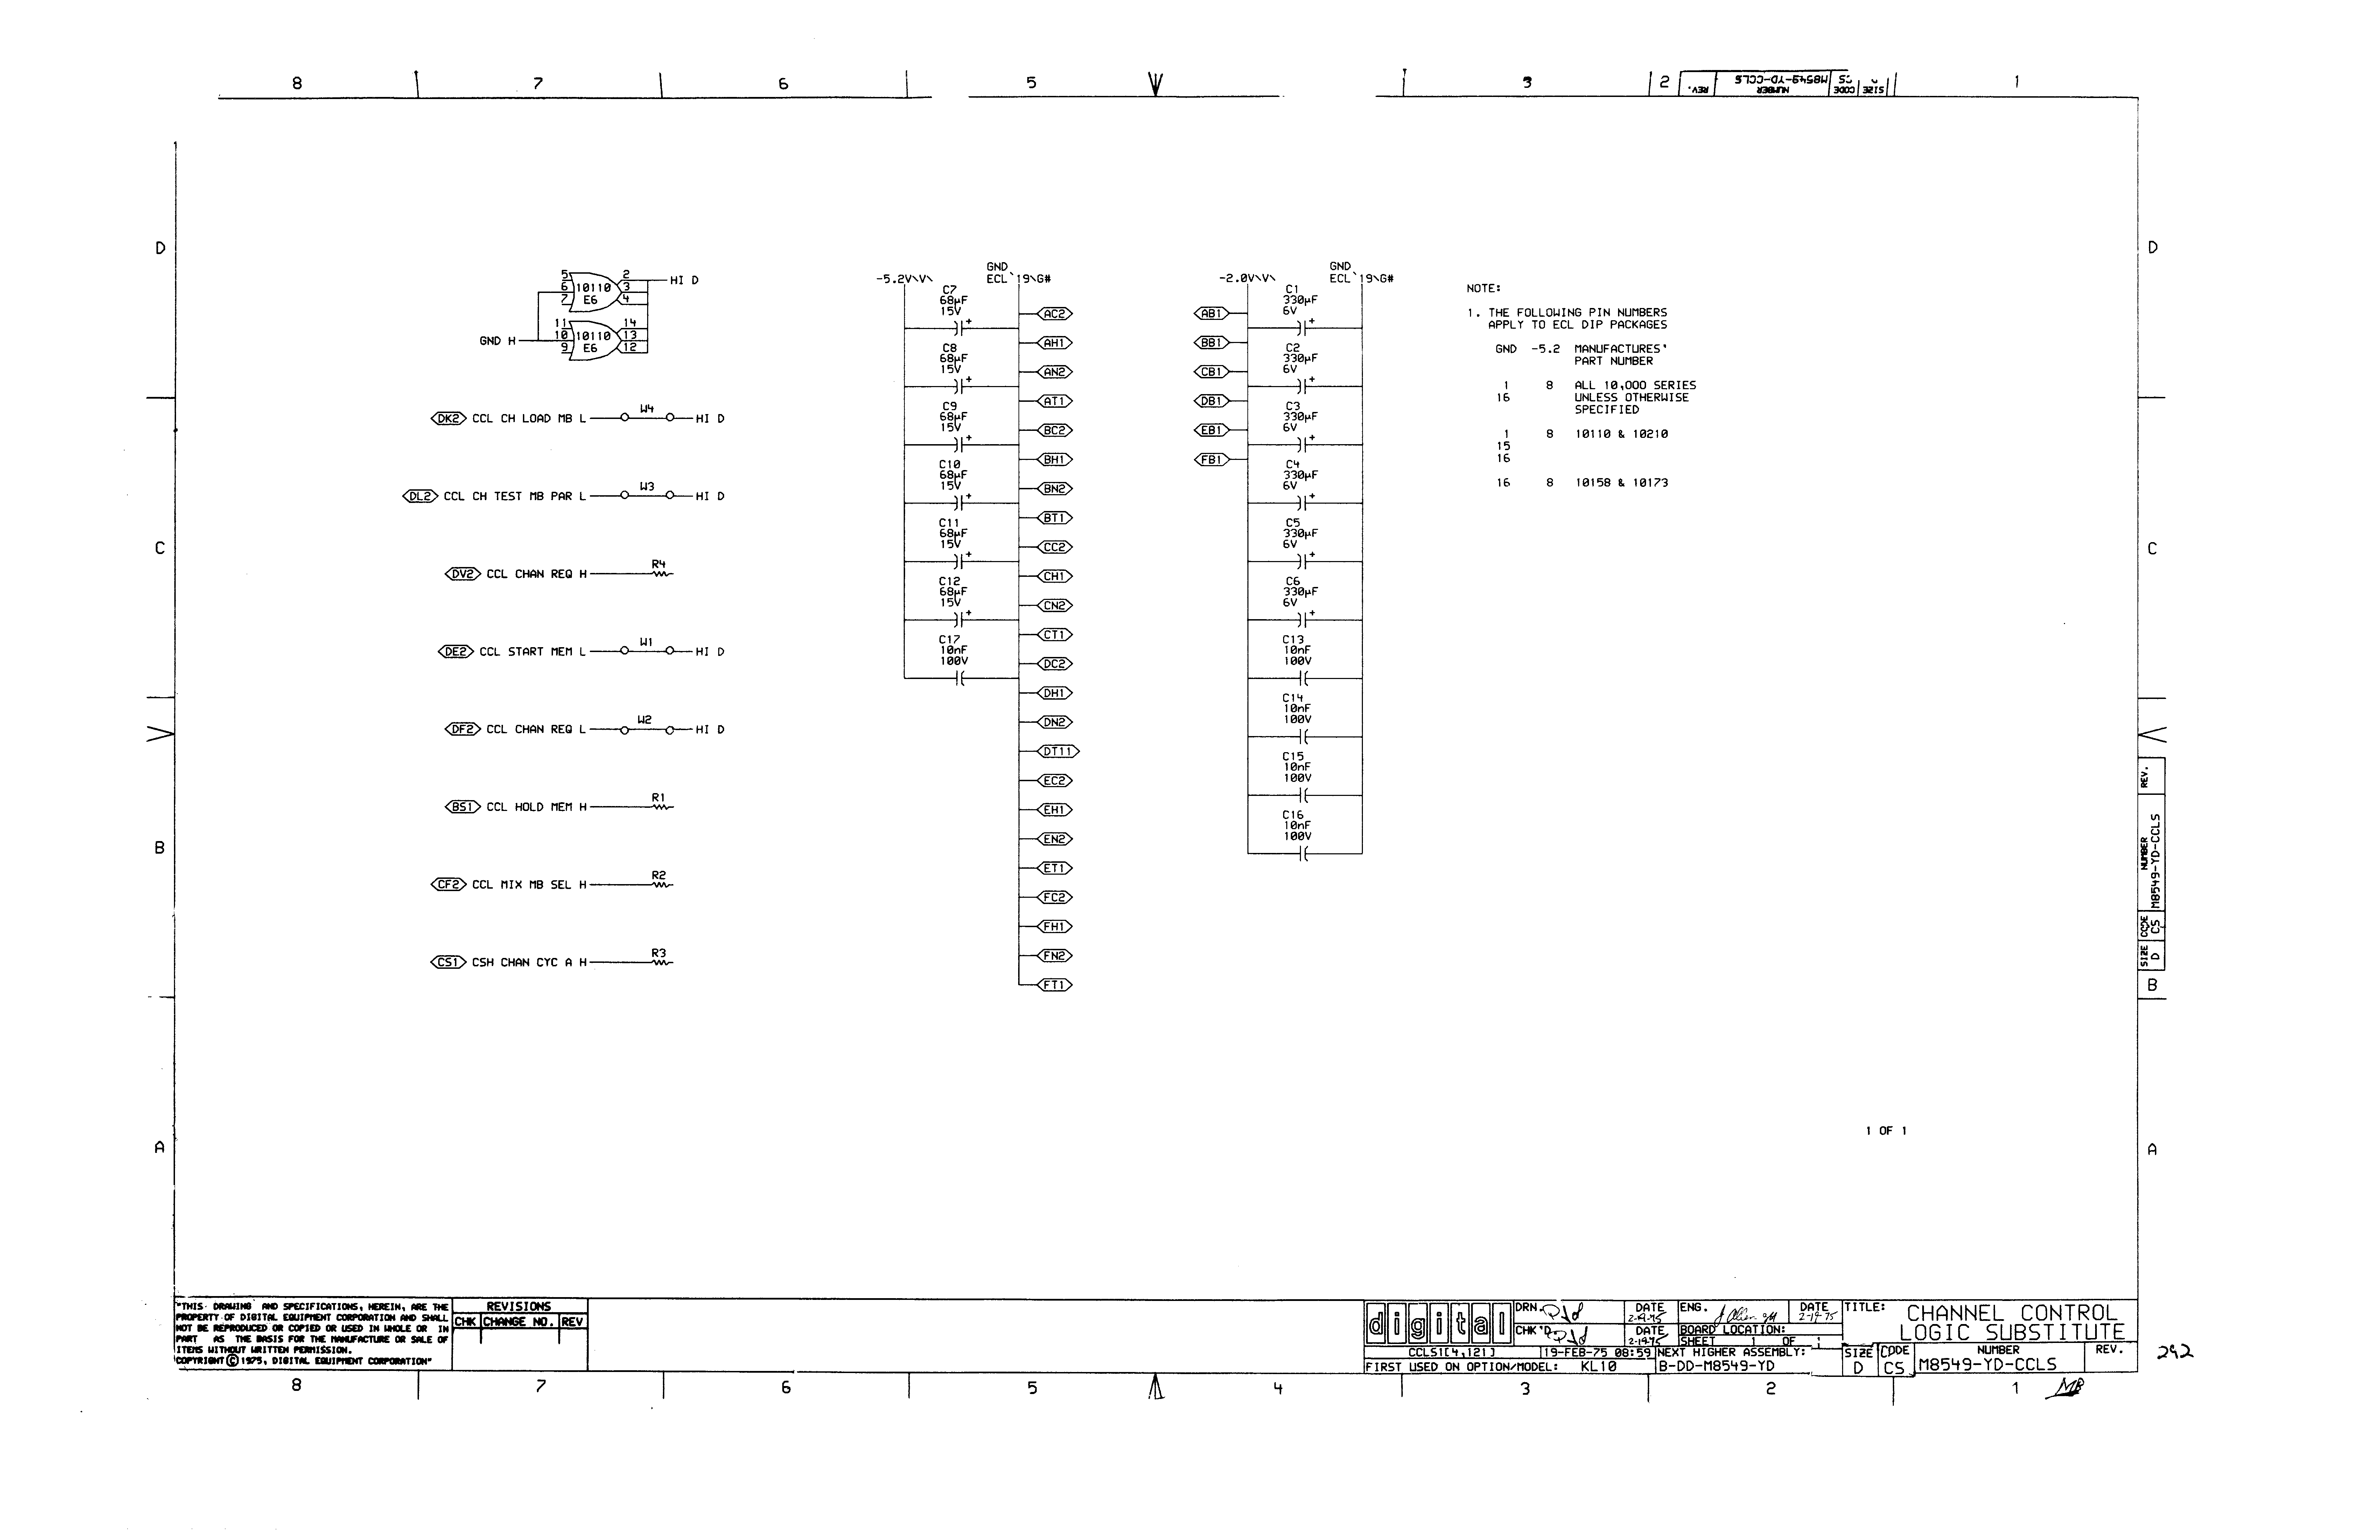 8 7 6 5 3 2 1
REV. NUMBER M8549-YD-CCLS CODE SIZE
D
5 6 7 10110 E6 2 3 4 HI D
11 10 9 10110 E6 14 13 12
GND H
DK2 CCL CH LOAD MB L W4 HI D
DL2 CCL CH TEST MB PAR L W3 HI D
DV2 CCL CHAN REQ H R4
DE2 CCL START MEM L W1 HI D
DF2 CCL CHAN REQ L W2 HI D
BS1 CCL HOLD MEM H R1
CF2 CCL MIX MB SEL H R2
CS1 CSH CHAN CYC A H R3
-5.2V\V\
GND
ECL`19\G#
C7
68µF
15V
C8
68µF
15V
C9
68µF
15V
C10
68µF
15V
C11
68µF
15V
C12
68µF
15V
C17
10nF
100V
AC2
AH1
AN2
AT1
BC2
BH1
BN2
BT1
CC2
CH1
CN2
CT1
DC2
DH1
DN2
DT11
EC2
EH1
EN2
ET1
FC2
FH1
FN2
FT1
-2.0V\V\
GND
ECL`19\G#
AB1
BB1
CB1
DB1
EB1
FB1
C1
330µF
6V
C2
330µF
6V
C3
330µF
6V
C4
330µF
6V
C5
330µF
6V
C6
330µF
6V
C13
10nF
100V
C14
10nF
100V
C15
10nF
100V
C16
10nF
100V
NOTE:
1. THE FOLLOWING PIN NUMBERS
APPLY TO ECL DIP PACKAGES
GND -5.2 MANUFACTURES'
PART NUMBER
1 8 ALL 10,000 SERIES
16 UNLESS OTHERWISE
SPECIFIED
1 8 10110 & 10210
15
16
16 8 10158 & 10173
D
C
C
B
B
A
A
SIZE D CODE CS NUMBER M8549-YD-CCLS REV.
1 OF 1
"THIS DRAWING AND SPECIFICATIONS, HEREIN, ARE THE
PROPERTY OF DIGITAL EQUIPMENT CORPORATION AND SHALL
NOT BE REPRODUCED OR COPIED OR USED IN WHOLE OR IN
PART AS THE BASIS FOR THE MANUFACTURE OR SALE OF
ITEMS WITHOUT WRITTEN PERMISSION.
COPYRIGHT © 1975, DIGITAL EQUIPMENT CORPORATION"
REVISIONS
CHK CHANGE NO. REV
digital
DRN. DATE ENG. DATE 2-19-75
CHK'D DATE 2-19-75 BOARD LOCATION:
SHEET 1 OF 1
CCLS1[4,121] 19-FEB-75 08:59 NEXT HIGHER ASSEMBLY:
FIRST USED ON OPTION/MODEL: KL10 B-DD-M8549-YD
TITLE: CHANNEL CONTROL
LOGIC SUBSTITUTE
SIZE D CODE CS NUMBER M8549-YD-CCLS REV.
292
8 7 6 5 4 3 2 1
MB